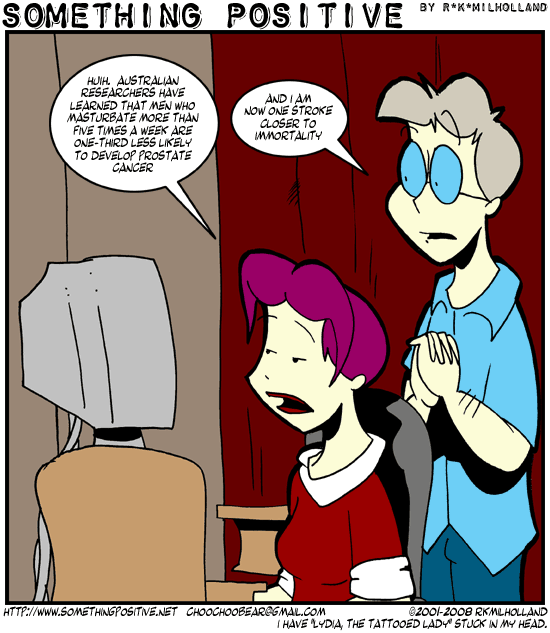 SOMETHING POSITIVE BY R*K*MILHOLLAND
HUH. AUSTRALIAN
RESEARCHERS HAVE
LEARNED THAT MEN WHO
MASTURBATE MORE THAN
FIVE TIMES A WEEK ARE
ONE-THIRD LESS LIKELY
TO DEVELOP PROSTATE
CANCER
AND I AM
NOW ONE STROKE
CLOSER TO
IMMORTALITY
HTTP://WWW.SOMETHINGPOSITIVE.NET CHOOCHOOBEAR@GMAIL.COM ©2001-2008 RKMILHOLLAND
I HAVE "LYDIA, THE TATTOOED LADY" STUCK IN MY HEAD.